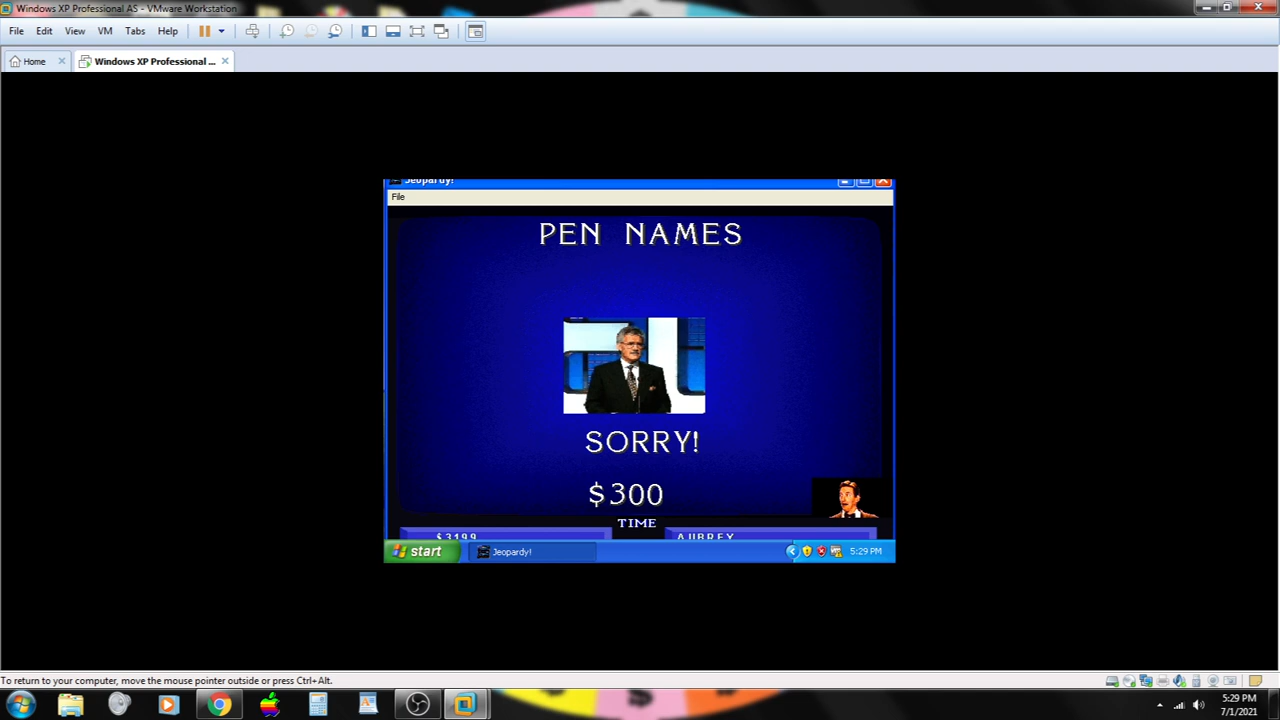 Windows XP Professional AS - VMware Workstation
File Edit View VM Tabs Help
Home Windows XP Professional ...
Jeopardy!
File
PEN NAMES
SORRY!
$300
TIME
$3199 AUBREY
start Jeopardy! 5:29 PM
To return to your computer, move the mouse pointer outside or press Ctrl+Alt.
5:29 PM
7/1/2021